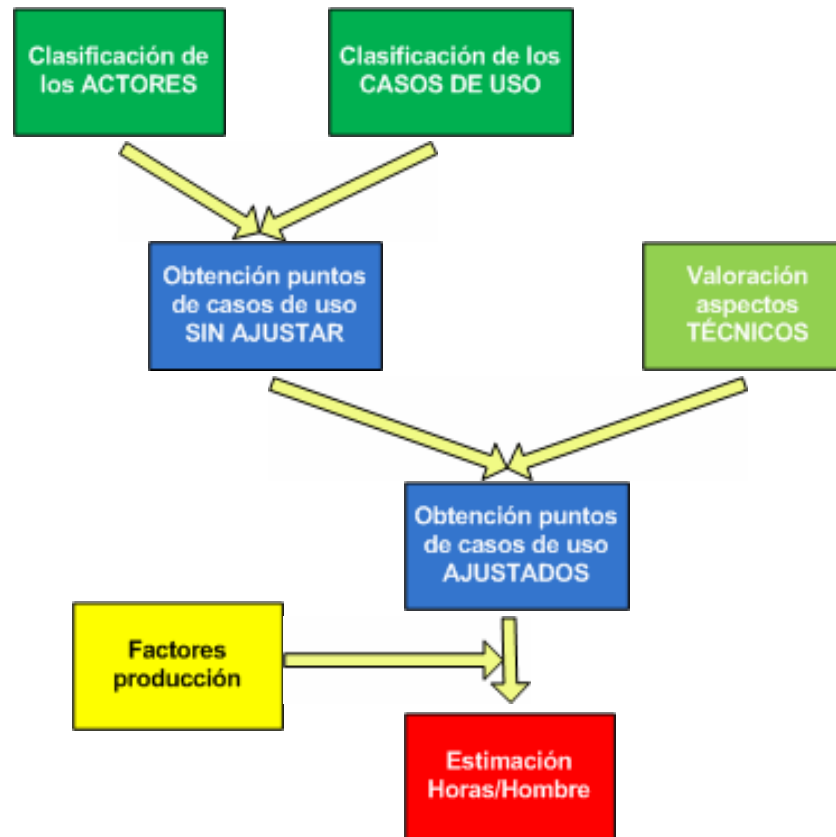 Clasificación de
los ACTORES
Clasificación de los
CASOS DE USO
Obtención puntos
de casos de uso
SIN AJUSTAR
Valoración
aspectos
TÉCNICOS
Obtención puntos
de casos de uso
AJUSTADOS
Factores
producción
Estimación
Horas/Hombre